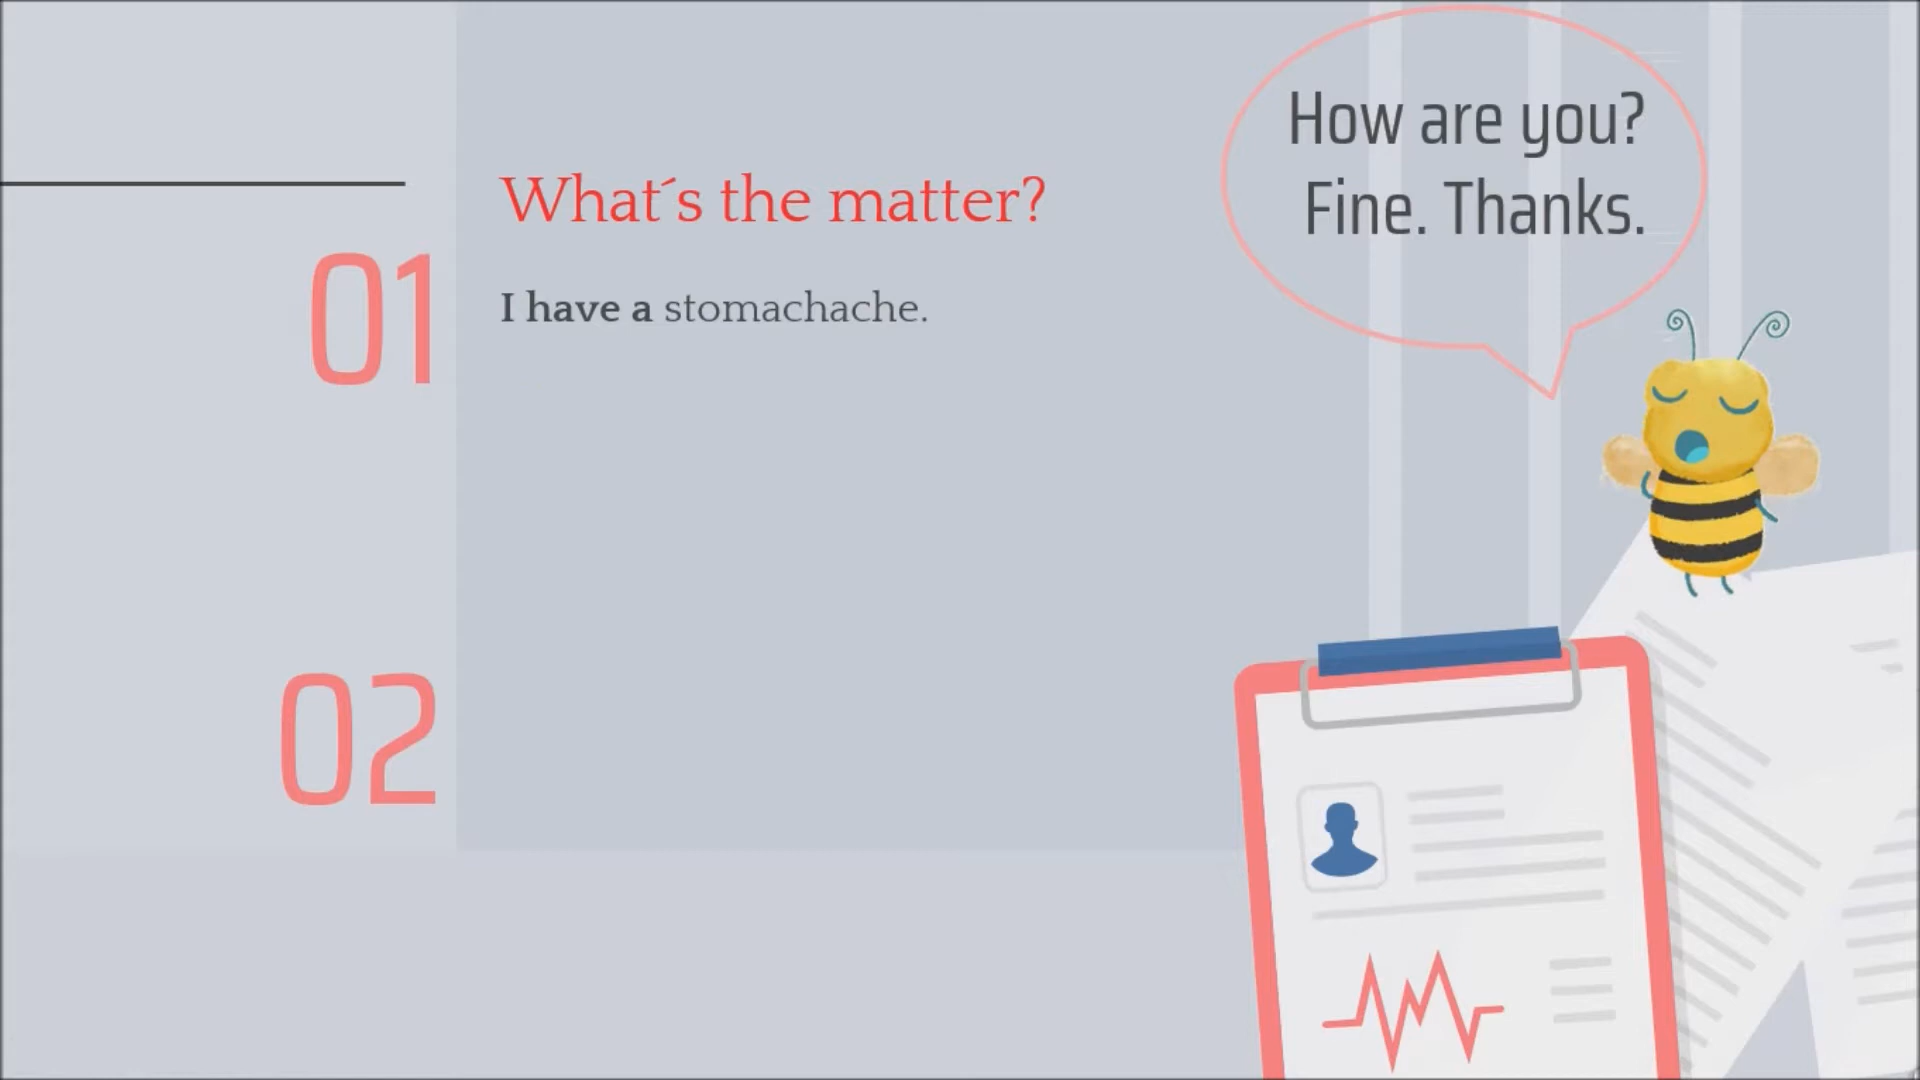 How are you?
Fine. Thanks.
What´s the matter?
01
I have a stomachache.
02